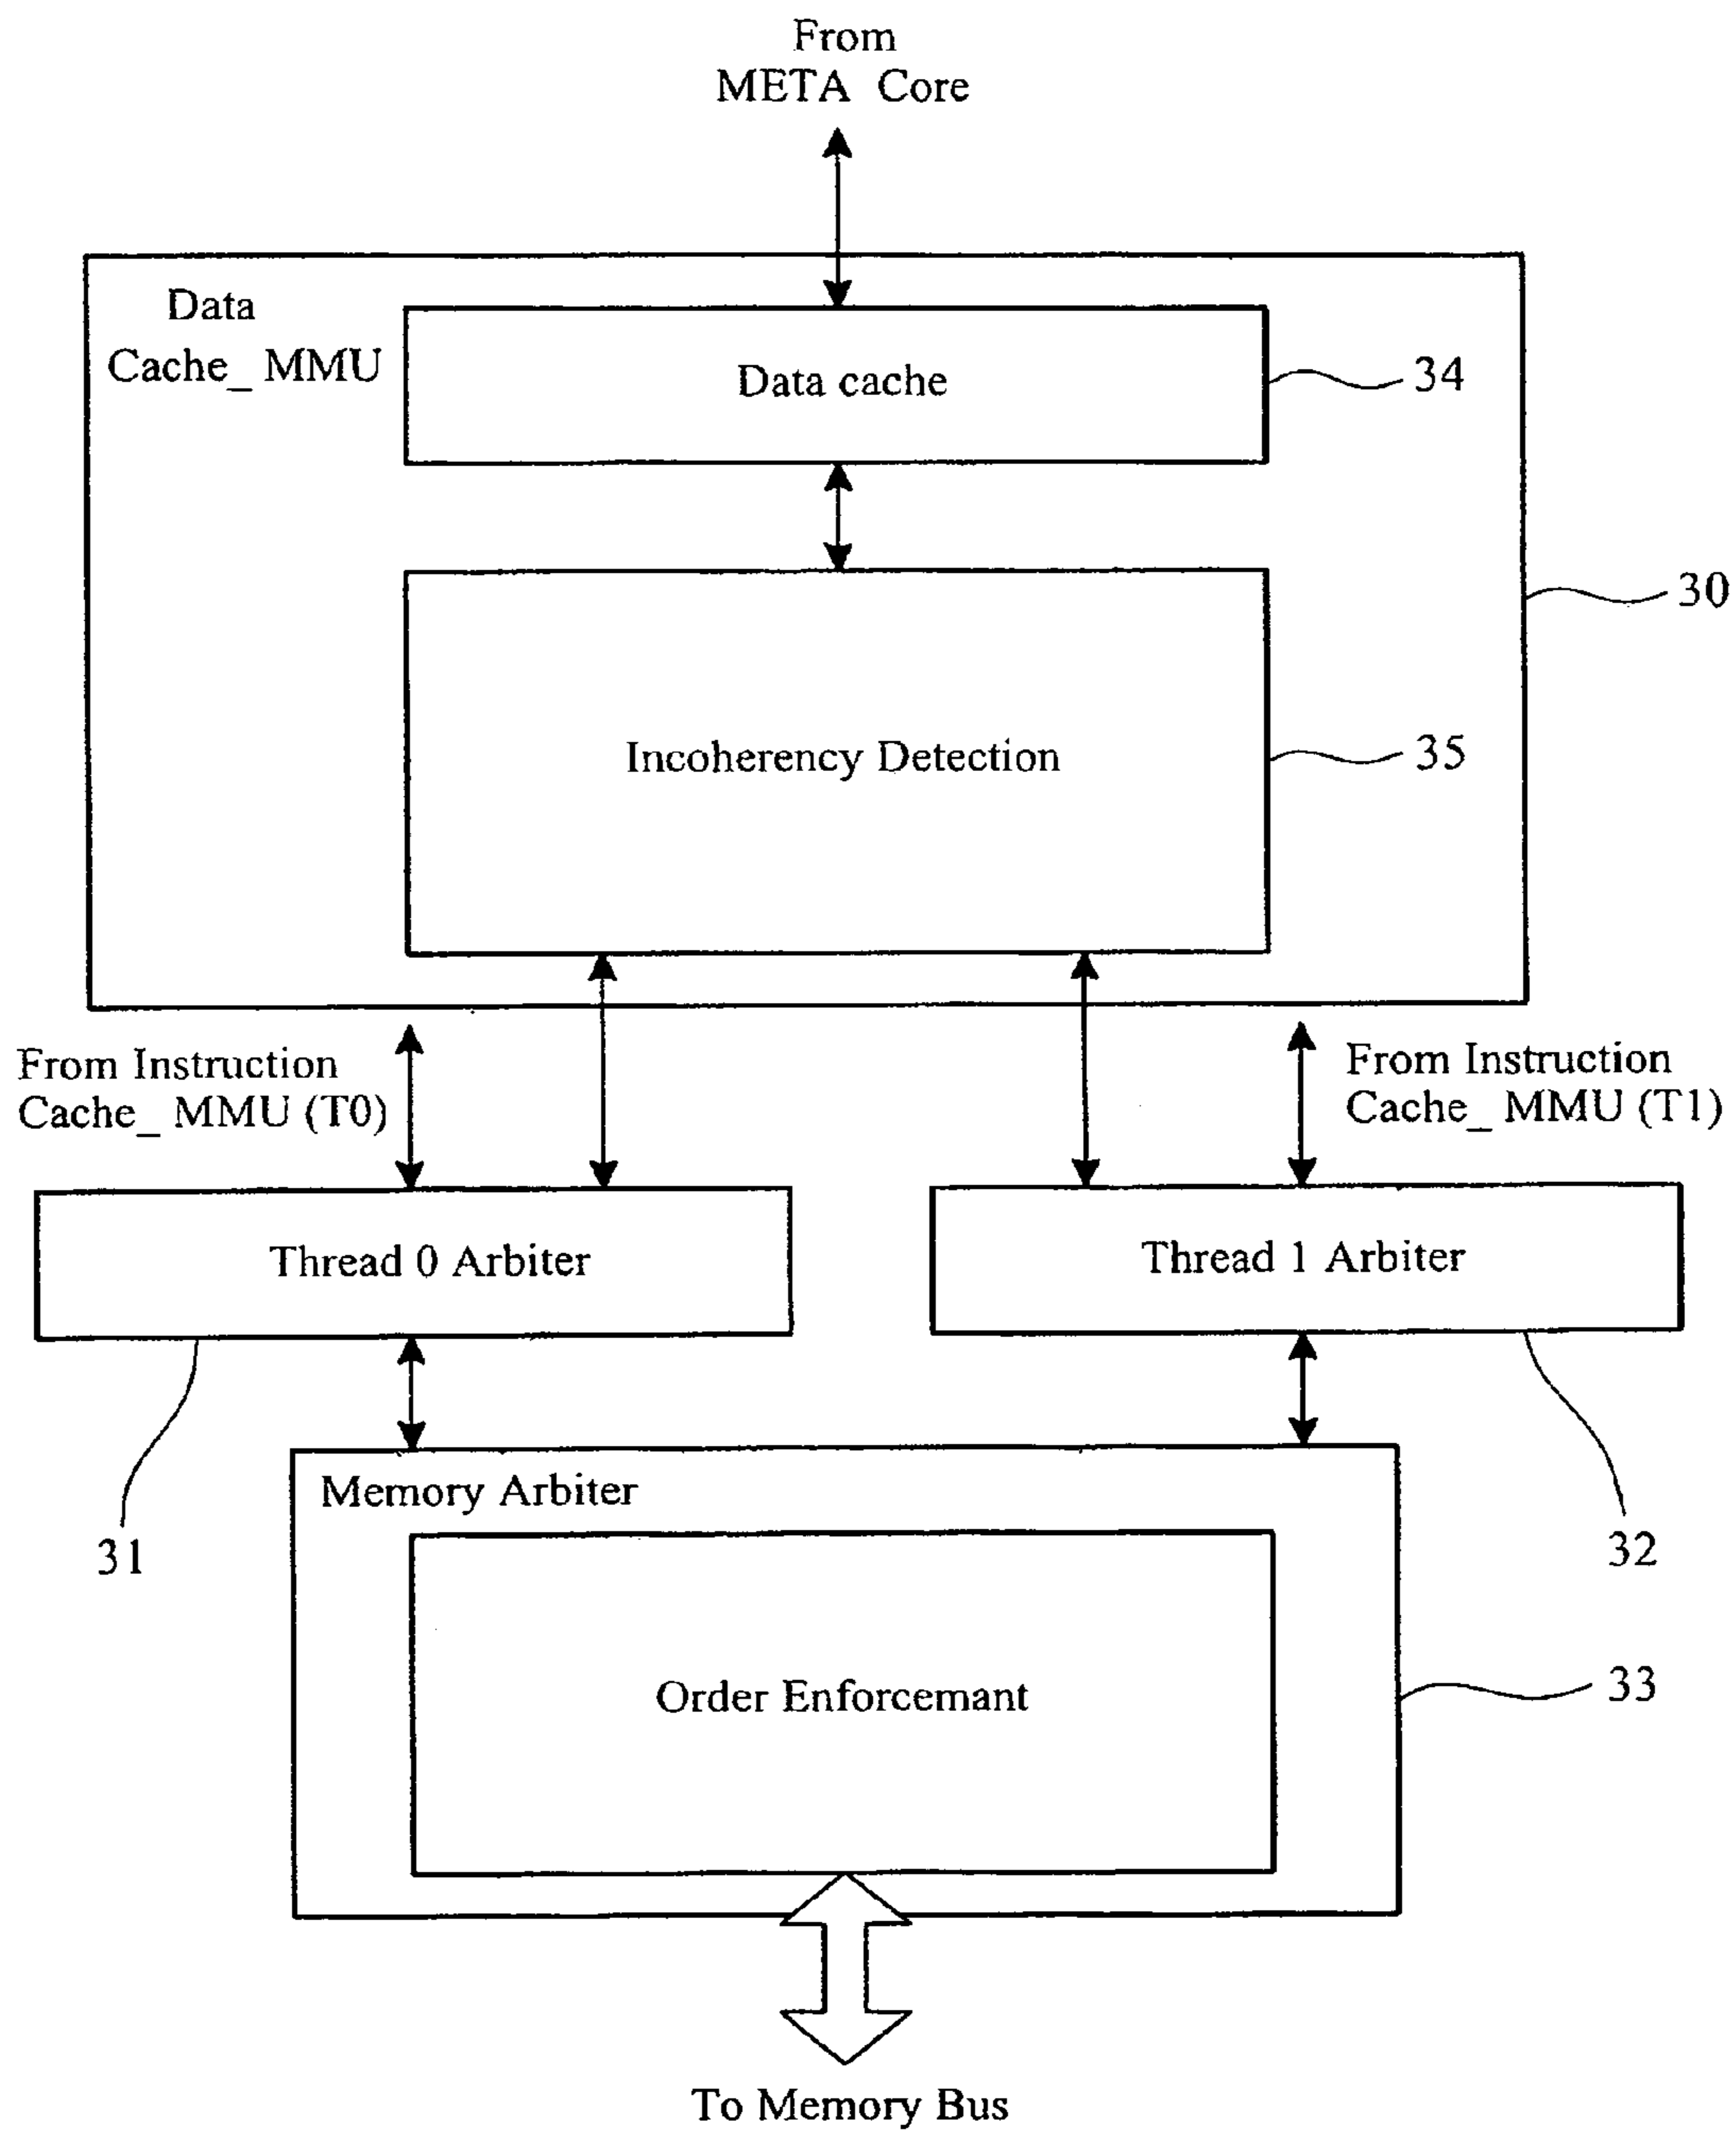 From
META Core
Data
Cache_ MMU
Data cache
34
30
Incoherency Detection
35
From Instruction
Cache_ MMU (T0)
From Instruction
Cache_ MMU (T1)
Thread 0 Arbiter
Thread 1 Arbiter
Memory Arbiter
31
32
Order Enforcemant
33
To Memory Bus